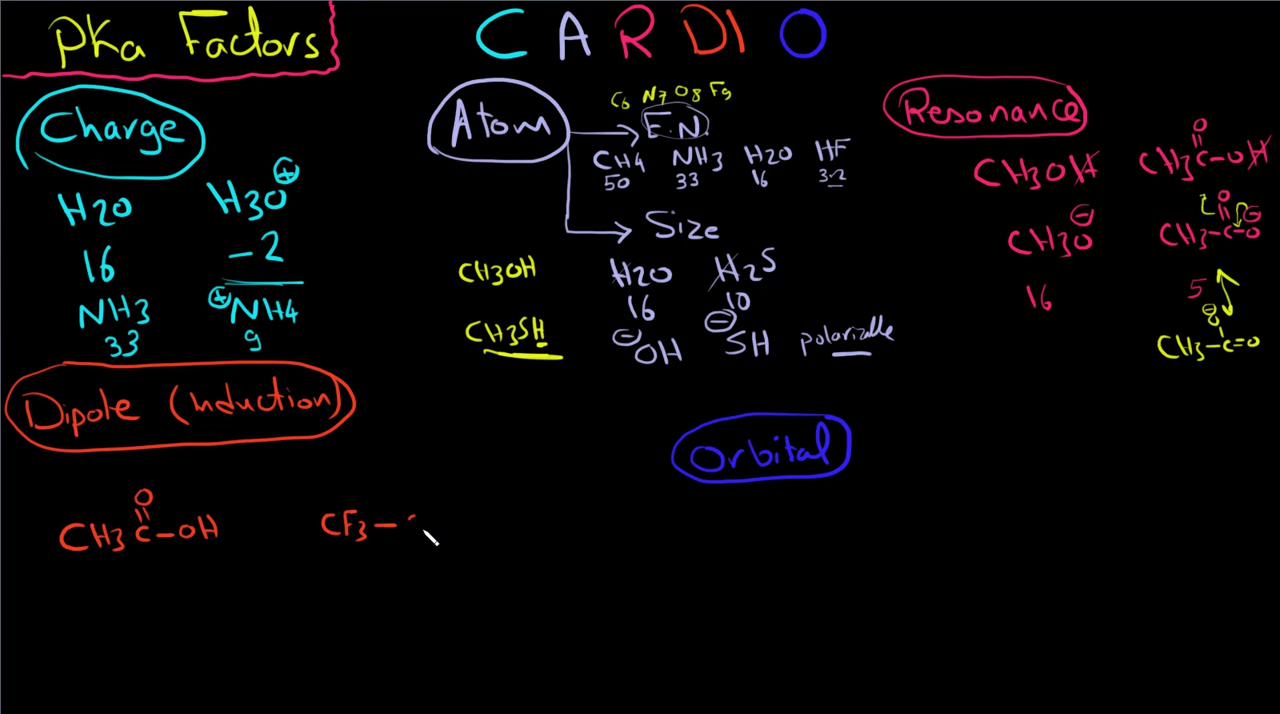 PKa Factors
C A R DI O
Charge
H2O H3O⊕
16 -2
NH3 ⊕NH4
33 9
Atom
C6 N7 O8 F9
E.N
CH4 NH3 H2O HF
50 33 16 3.2
Size
CH3OH H2O H2S
16 10
CH3SH ⊖OH ⊖SH polarizable
Resonance
O
CH3OH CH3C-OH
O
CH3O⊖ CH3-C-O⊖
16 5
CH3-C=O
Dipole (Induction)
O
CH3C-OH CF3-
Orbital